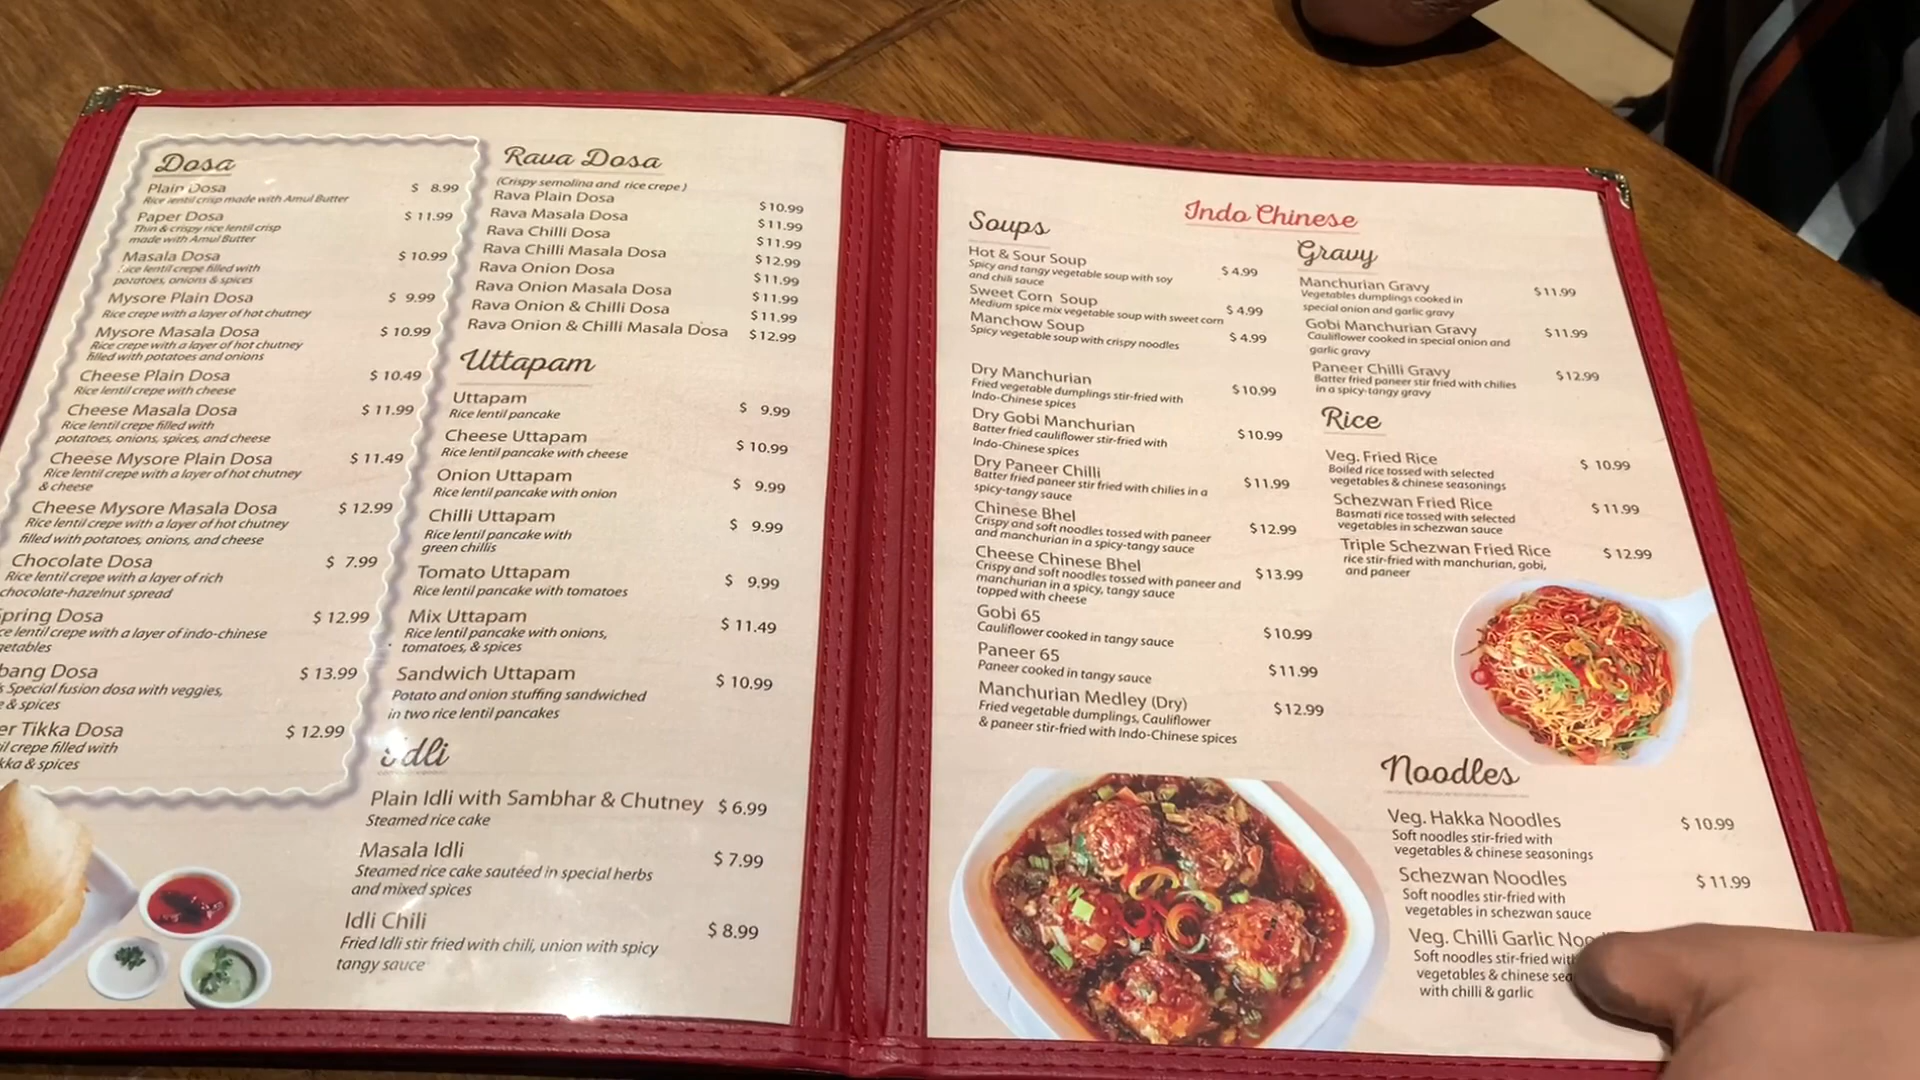 Dosa
Plain Dosa $ 8.99
Rice lentil crisp made with Amul Butter
Paper Dosa $ 11.99
Thin & crispy rice lentil crisp
made with Amul Butter
Masala Dosa $ 10.99
Rice lentil crepe filled with
potatoes, onions & spices
Mysore Plain Dosa $ 9.99
Rice crepe with a layer of hot chutney
Mysore Masala Dosa $ 10.99
Rice crepe with a layer of hot chutney
filled with potatoes and onions
Cheese Plain Dosa $ 10.49
Rice lentil crepe with cheese
Cheese Masala Dosa $ 11.99
Rice lentil crepe filled with
potatoes, onions, spices, and cheese
Cheese Mysore Plain Dosa $ 11.49
Rice lentil crepe with a layer of hot chutney
& cheese
Cheese Mysore Masala Dosa $ 12.99
Rice lentil crepe with a layer of hot chutney
filled with potatoes, onions, and cheese
Chocolate Dosa $ 7.99
Rice lentil crepe with a layer of rich
chocolate-hazelnut spread
Spring Dosa $ 12.99
lentil crepe with a layer of indo-chinese
Dosa $ 13.99
Special fusion dosa with veggies,
& spices
Tikka Dosa $ 12.99
crepe filled with
& spices
Rava Dosa
(Crispy semolina and rice crepe)
Rava Plain Dosa $10.99
Rava Masala Dosa $11.99
Rava Chilli Dosa $11.99
Rava Chilli Masala Dosa $12.99
Rava Onion Dosa $11.99
Rava Onion Masala Dosa $11.99
Rava Onion & Chilli Dosa $11.99
Rava Onion & Chilli Masala Dosa $12.99
Uttapam
Uttapam $ 9.99
Rice lentil pancake
Cheese Uttapam $ 10.99
Rice lentil pancake with cheese
Onion Uttapam $ 9.99
Rice lentil pancake with onion
Chilli Uttapam $ 9.99
Rice lentil pancake with
green chillis
Tomato Uttapam $ 9.99
Rice lentil pancake with tomatoes
Mix Uttapam $ 11.49
Rice lentil pancake with onions,
tomatoes, & spices
Sandwich Uttapam $ 10.99
Potato and onion stuffing sandwiched
in two rice lentil pancakes
Idli
Plain Idli with Sambhar & Chutney $ 6.99
Steamed rice cake
Masala Idli $ 7.99
Steamed rice cake sautéed in special herbs
and mixed spices
Idli Chili $ 8.99
Fried Idli stir fried with chili, union with spicy
tangy sauce
Indo Chinese
Soups
Hot & Sour Soup $ 4.99
Spicy and tangy vegetable soup with soy
and chili sauce
Sweet Corn Soup $ 4.99
Medium spice mix vegetable soup with sweet corn
Manchow Soup $ 4.99
Spicy vegetable soup with crispy noodles
Dry Manchurian $ 10.99
Fried vegetable dumplings stir-fried with
Indo-Chinese spices
Dry Gobi Manchurian $ 10.99
Batter fried cauliflower stir-fried with
Indo-Chinese spices
Dry Paneer Chilli $ 11.99
Batter fried paneer stir fried with chilies in a
spicy-tangy sauce
Chinese Bhel $ 12.99
Crispy and soft noodles tossed with paneer
and manchurian in a spicy-tangy sauce
Cheese Chinese Bhel $ 13.99
Crispy and soft noodles tossed with paneer and
manchurian in a spicy, tangy sauce
topped with cheese
Gobi 65 $ 10.99
Cauliflower cooked in tangy sauce
Paneer 65 $ 11.99
Paneer cooked in tangy sauce
Manchurian Medley (Dry) $ 12.99
Fried vegetable dumplings, Cauliflower
& paneer stir-fried with Indo-Chinese spices
Gravy
Manchurian Gravy $11.99
Vegetables dumplings cooked in
special onion and garlic gravy
Gobi Manchurian Gravy $ 11.99
Cauliflower cooked in special onion and
garlic gravy
Paneer Chilli Gravy $ 12.99
Batter fried paneer stir fried with chilies
in a spicy-tangy gravy
Rice
Veg. Fried Rice $ 10.99
Boiled rice tossed with selected
vegetables & chinese seasonings
Schezwan Fried Rice $ 11.99
Basmati rice tossed with selected
vegetables in schezwan sauce
Triple Schezwan Fried Rice $ 12.99
rice stir-fried with manchurian, gobi,
and paneer
Noodles
Veg. Hakka Noodles $ 10.99
Soft noodles stir-fried with
vegetables & chinese seasonings
Schezwan Noodles $ 11.99
Soft noodles stir-fried with
vegetables in schezwan sauce
Veg. Chilli Garlic
Soft noodles stir-fried with
vegetables & chinese
with chilli & garlic